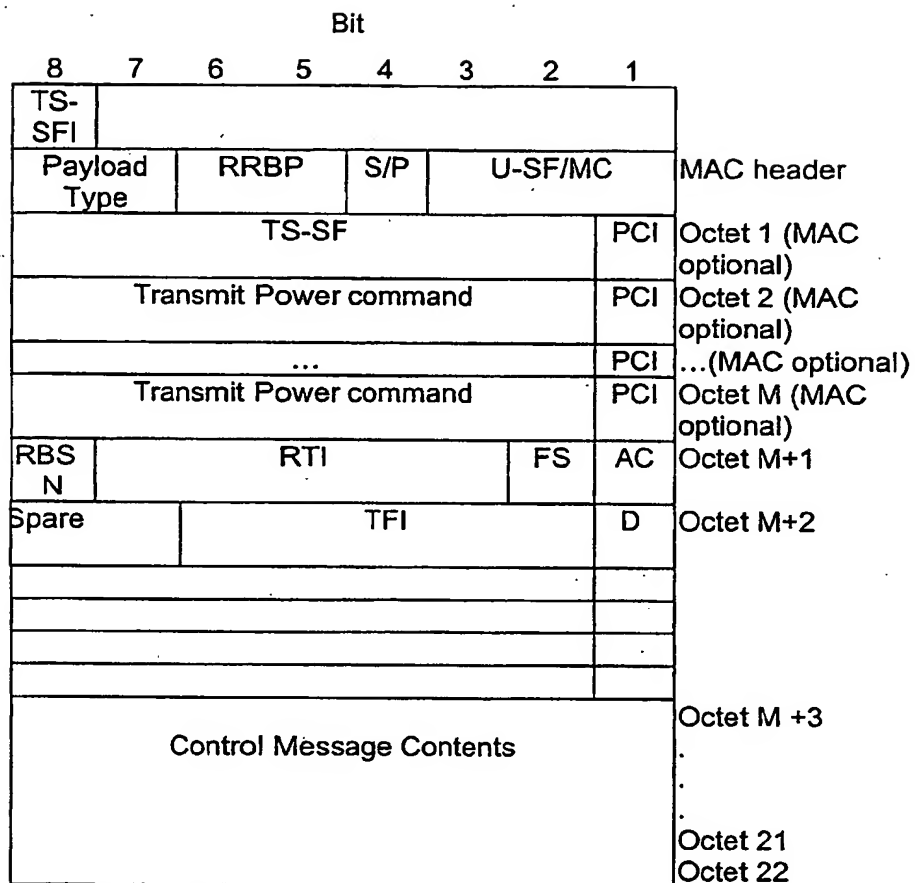 Bit
8 7 6 5 4 3 2 1
TS-
SFI
Payload RRBP S/P U-SF/MC MAC header
Type
TS-SF PCI Octet 1 (MAC
optional)
Transmit Power command PCI Octet 2 (MAC
optional)
... PCI ...(MAC optional)
Transmit Power command PCI Octet M (MAC
optional)
RBS RTI FS AC Octet M+1
N
Spare TFI D Octet M+2
Octet M +3
Control Message Contents
.
.
.
Octet 21
Octet 22